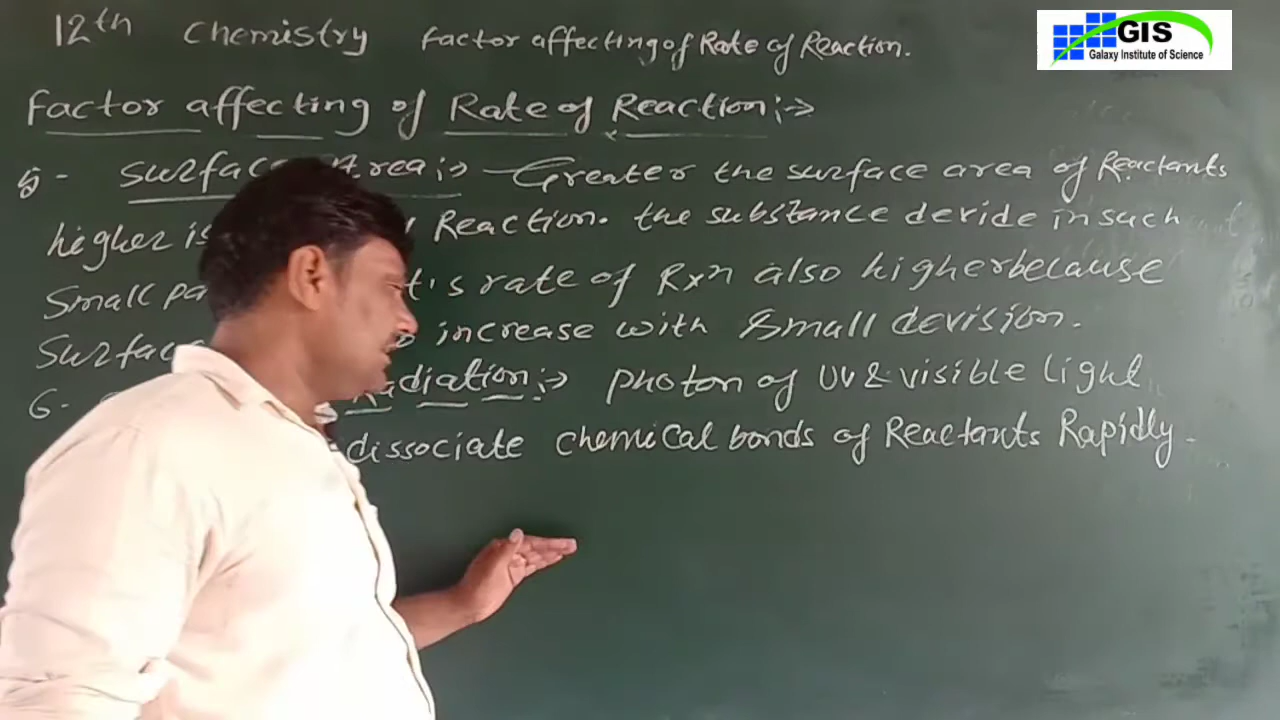 12th Chemistry factor affecting of Rate of Reaction.
GIS
Galaxy Institute of Science
factor affecting of Rate of Reaction :->
5- Surface Area :-> Greater the surface area of Reactants
higher is Reaction. the substance devide in such
Small rate of Rxn also higher because
Surface increase with small devision.
6- Radiation :-> photon of UV & visible light
dissociate chemical bonds of Reactants Rapidly -